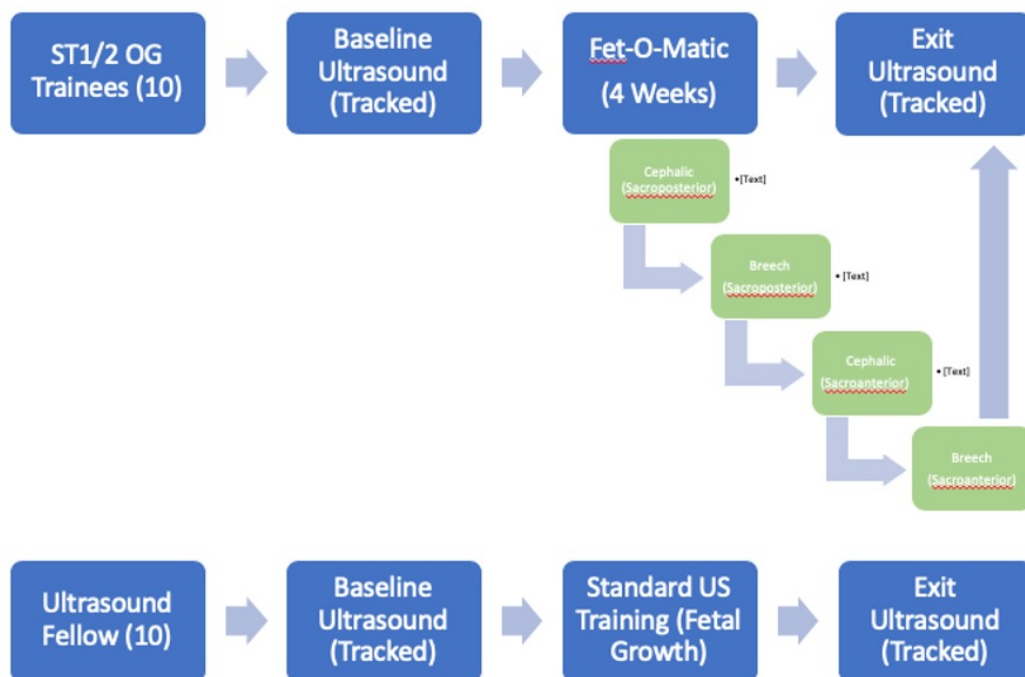 ST1/2 OG
Trainees (10)
Baseline
Ultrasound
(Tracked)
Fet-O-Matic
(4 Weeks)
Exit
Ultrasound
(Tracked)
Cephalic
(Sacroposterior)
•[Text]
Breech
(Sacroposterior)
• [Text]
Cephalic
(Sacroanterior)
• [Text]
Breech
(Sacroanterior)
Ultrasound
Fellow (10)
Baseline
Ultrasound
(Tracked)
Standard US
Training (Fetal
Growth)
Exit
Ultrasound
(Tracked)